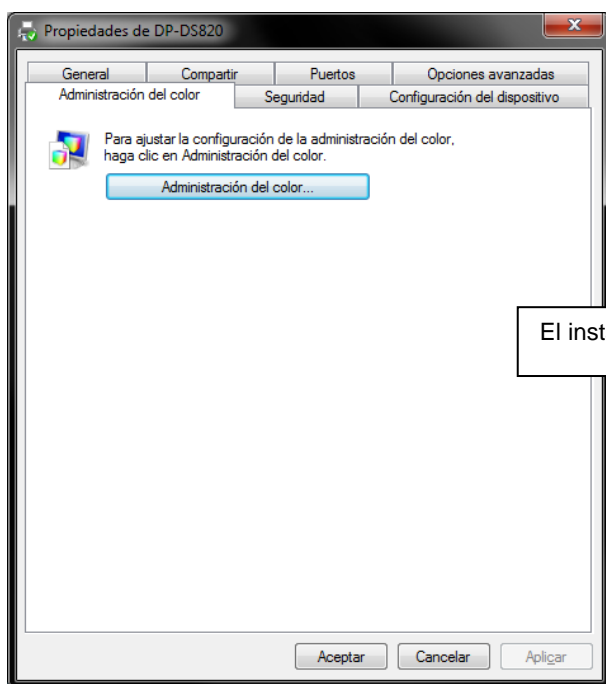 Propiedades de DP-DS820
General Compartir Puertos Opciones avanzadas
Administración del color Seguridad Configuración del dispositivo
Para ajustar la configuración de la administración del color,
haga clic en Administración del color.
Administración del color...
El inst
Aceptar Cancelar Aplicar